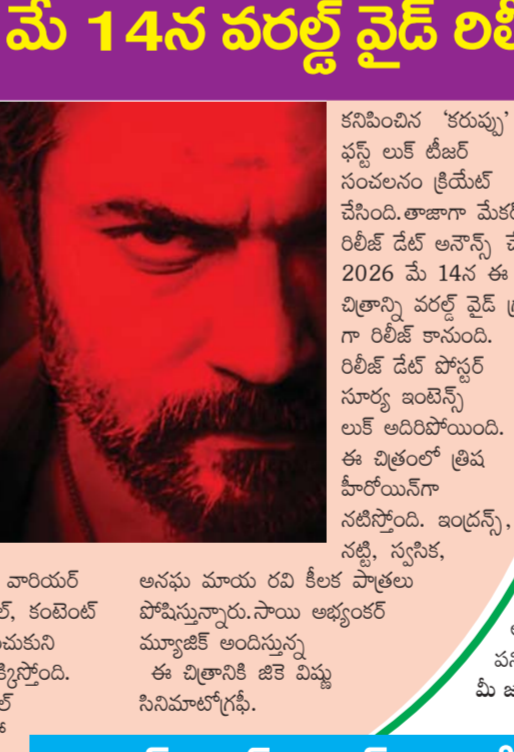 మే 14న వరల్డ్ వైడ్
కనిపించిన 'కరుప్పు'
ఫస్ట్ లుక్ టీజర్
సంచలనం క్రియేట్
చేసింది.తాజాగా
రిలీజ్ డేట్ అనౌన్స్
2026 మే 14న ఈ
చిత్రాన్ని వరల్డ్ వైడ్
గా రిలీజ్ కానుంది.
రిలీజ్ డేట్ పోస్టర్
సూర్య ఇంటెన్స్
లుక్ అదిరిపోయింది.
ఈ చిత్రంలో త్రిష
హీరోయిన్‌గా
నటిస్తోంది. ఇంద్రన్స్,
నట్టి, స్వసిక,
అనఘ మాయ రవి కీలక పాత్రలు
పోషిస్తున్నారు.సాయి అభ్యంకర్
మ్యూజిక్ అందిస్తున్న
ఈ చిత్రానికి జికె విష్ణు
సినిమాటోగ్రఫీ.
వారియర్
కంటెంట్
మీ